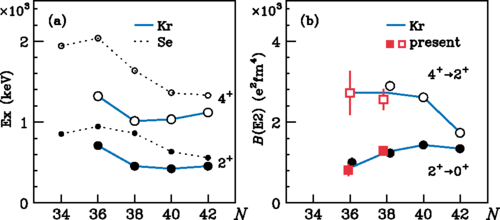 ×10³
(a)
Kr
Se
2
1
0
Ex (keV)
4⁺
2⁺
34 36 38 40 42 N
×10³
(b)
Kr
present
4
2
0
B(E2) (e²fm⁴)
4⁺→2⁺
2⁺→0⁺
34 36 38 40 42 N